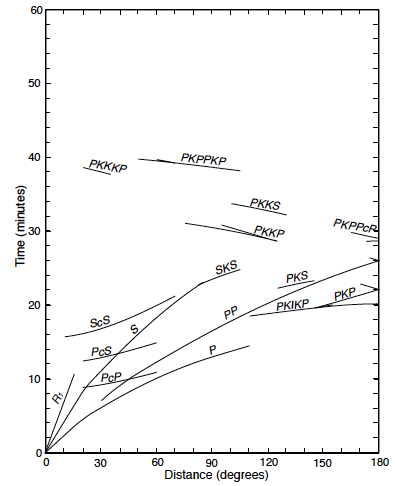 60
50
40
30
20
10
0
Time (minutes)
PKKKP
PKPPKP
PKKS
PKKP
PKPPcP
SKS
PKS
PKP
PKIKP
PP
ScS
S
PcS
P
PcP
R1
0 30 60 90 120 150 180
Distance (degrees)